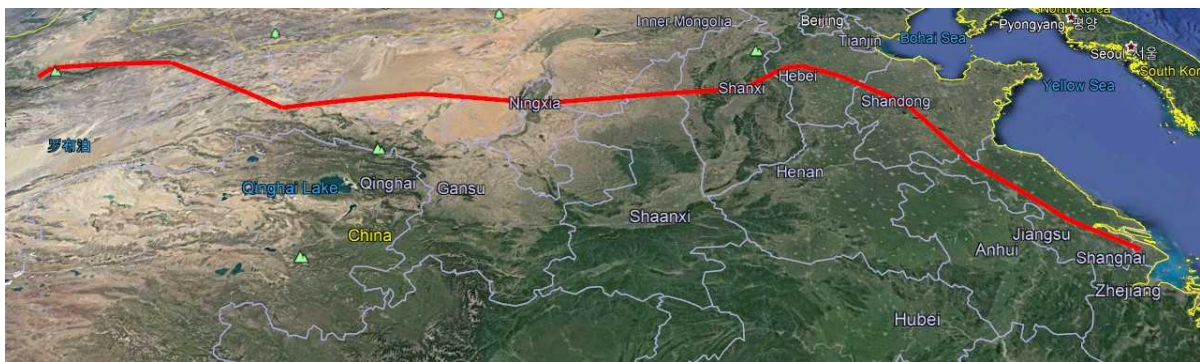 North Korea
Inner Mongolia
Beijing
Pyongyang 평양
Tianjin
Bohai Sea
Seoul 서울
South Kor
Hebei
Yellow Sea
Shanxi
Ningxia
Shandong
罗布泊
Qinghai Lake
Qinghai
Gansu
Henan
Shaanxi
China
Jiangsu
Anhui
Shanghai
Zhejiang
Hubei